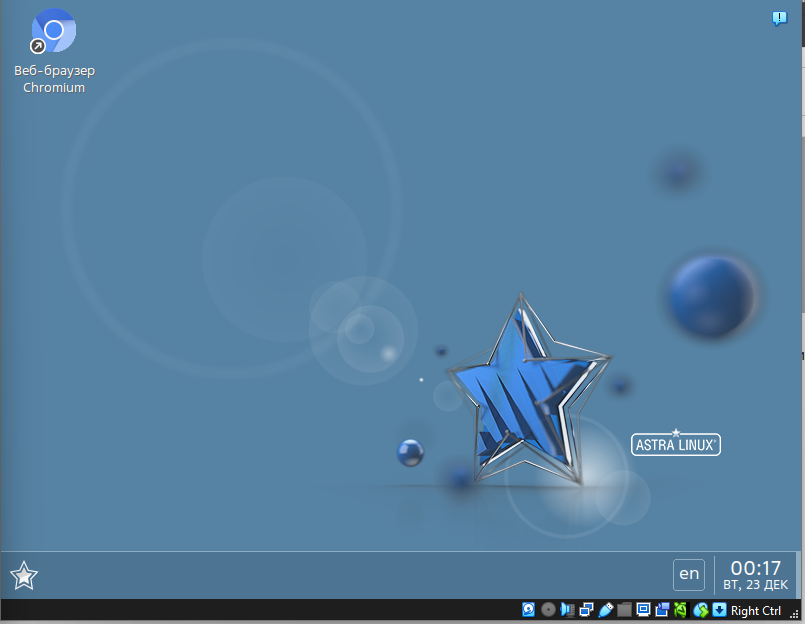 Веб-браузер
Chromium
ASTRA LINUX®
en
00:17
ВТ, 23 ДЕК
Right Ctrl